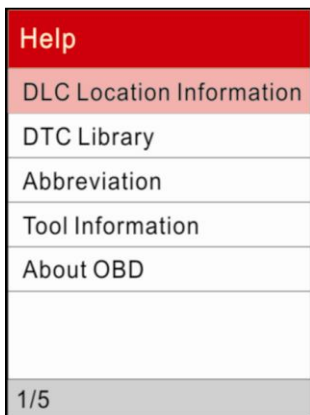 Help
DLC Location Information
DTC Library
Abbreviation
Tool Information
About OBD
1/5